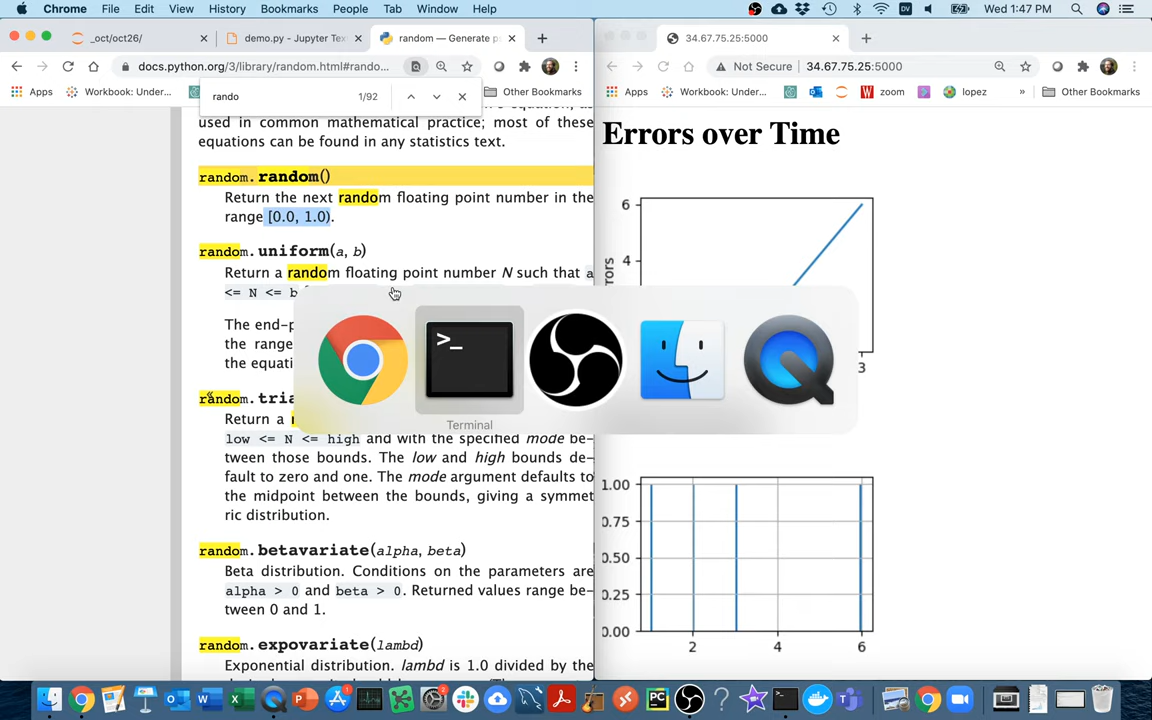 Chrome File Edit View History Bookmarks People Tab Window Help Wed 1:47 PM
_oct/oct26/ demo.py - Jupyter Tex random — Generate p
34.67.75.25:5000
docs.python.org/3/library/random.html#rando...
Not Secure 34.67.75.25:5000
Apps Workbook: Under... Other Bookmarks
Apps Workbook: Under... zoom lopez » Other Bookmarks
rando 1/92
used in common mathematical practice; most of these
equations can be found in any statistics text.
random.random()
Return the next random floating point number in the
range [0.0, 1.0).
random.uniform(a, b)
Return a random floating point number N such that a
<= N <= b
The end-p
the range
the equati
random.tria
Return a
low <= N <= high and with the specified mode be-
tween those bounds. The low and high bounds de-
fault to zero and one. The mode argument defaults to
the midpoint between the bounds, giving a symmet
ric distribution.
random.betavariate(alpha, beta)
Beta distribution. Conditions on the parameters are
alpha > 0 and beta > 0. Returned values range be-
tween 0 and 1.
random.expovariate(lambd)
Exponential distribution. lambd is 1.0 divided by the
Terminal
Errors over Time
6
4
rors
3
1.00
0.75
0.50
0.25
0.00
2 4 6